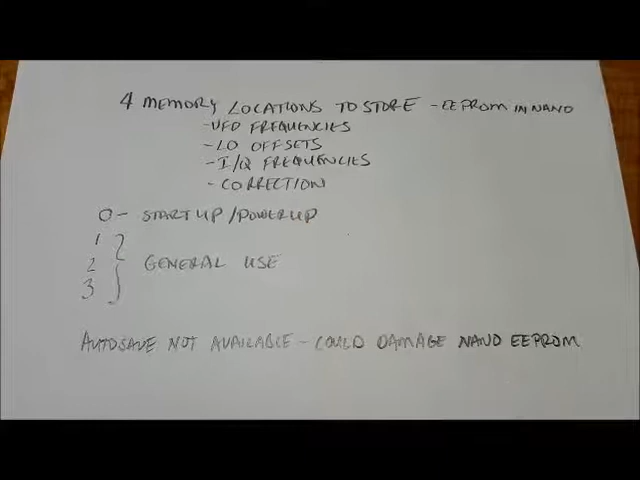 4 MEMORY LOCATIONS TO STORE - EEPROM IN NANO
- VFO FREQUENCIES
- LO OFFSETS
- I/Q FREQUENCIES
- CORRECTION
0 - STARTUP/POWERUP
1
2 GENERAL USE
3
AUTOSAVE NOT AVAILABLE - COULD DAMAGE NANO EEPROM